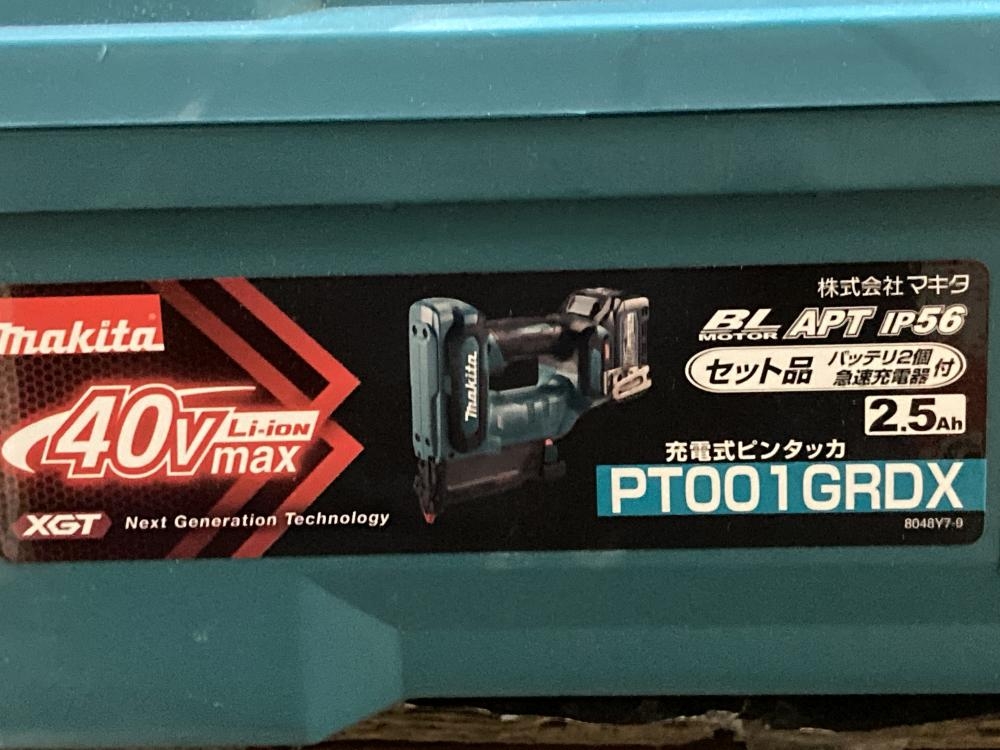 makita
40Vmax Li-ion
XGT Next Generation Technology
Makita
株式会社マキタ
BL MOTOR APT IP56
セット品 バッテリ2個 急速充電器 付
2.5Ah
充電式ピンタッカ
PT001GRDX
8048Y7-9